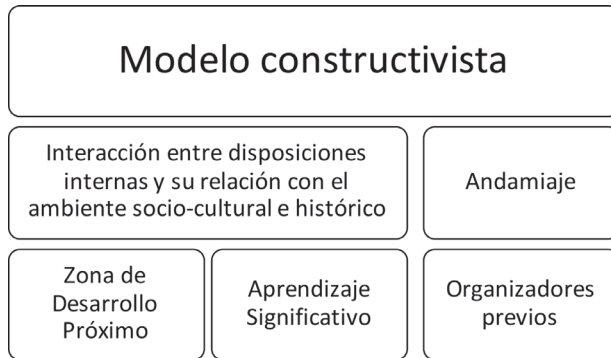 Modelo constructivista
Interacción entre disposiciones
internas y su relación con el
ambiente socio-cultural e histórico
Andamiaje
Zona de
Desarrollo
Próximo
Aprendizaje
Significativo
Organizadores
previos